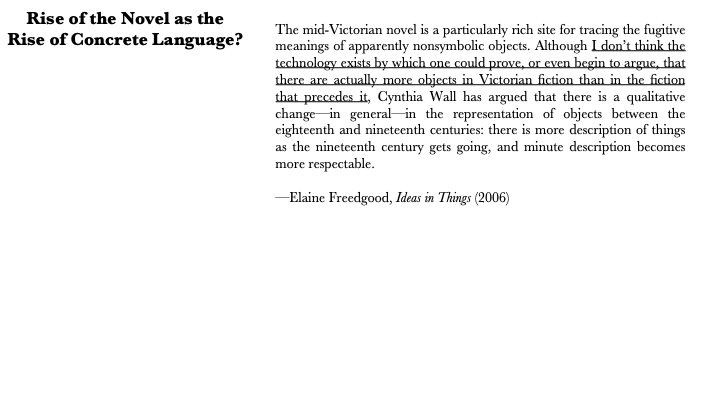 Rise of the Novel as the
Rise of Concrete Language?
The mid-Victorian novel is a particularly rich site for tracing the fugitive
meanings of apparently nonsymbolic objects. Although I don't think the
technology exists by which one could prove, or even begin to argue, that
there are actually more objects in Victorian fiction than in the fiction
that precedes it, Cynthia Wall has argued that there is a qualitative
change—in general—in the representation of objects between the
eighteenth and nineteenth centuries: there is more description of things
as the nineteenth century gets going, and minute description becomes
more respectable.
—Elaine Freedgood, Ideas in Things (2006)